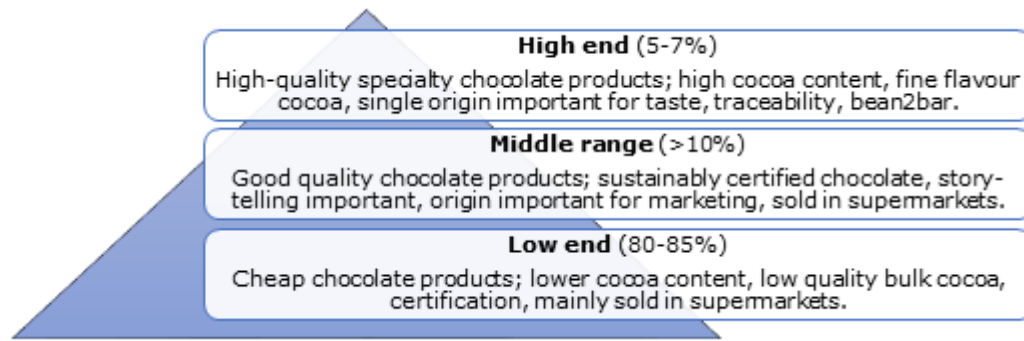 High end (5-7%)
High-quality specialty chocolate products; high cocoa content, fine flavour
cocoa, single origin important for taste, traceability, bean2bar.
Middle range (>10%)
Good quality chocolate products; sustainably certified chocolate, story-
telling important, origin important for marketing, sold in supermarkets.
Low end (80-85%)
Cheap chocolate products; lower cocoa content, low quality bulk cocoa,
certification, mainly sold in supermarkets.